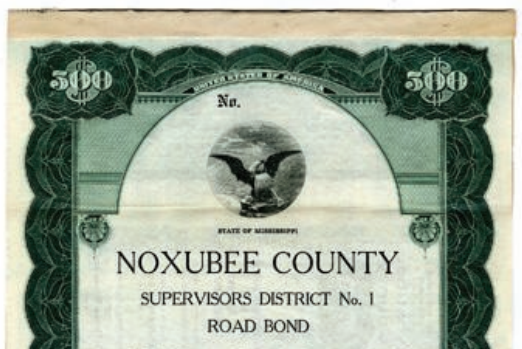 500 500
UNITED STATES OF AMERICA
No.
STATE OF MISSISSIPPI
NOXUBEE COUNTY
SUPERVISORS DISTRICT No. 1
ROAD BOND